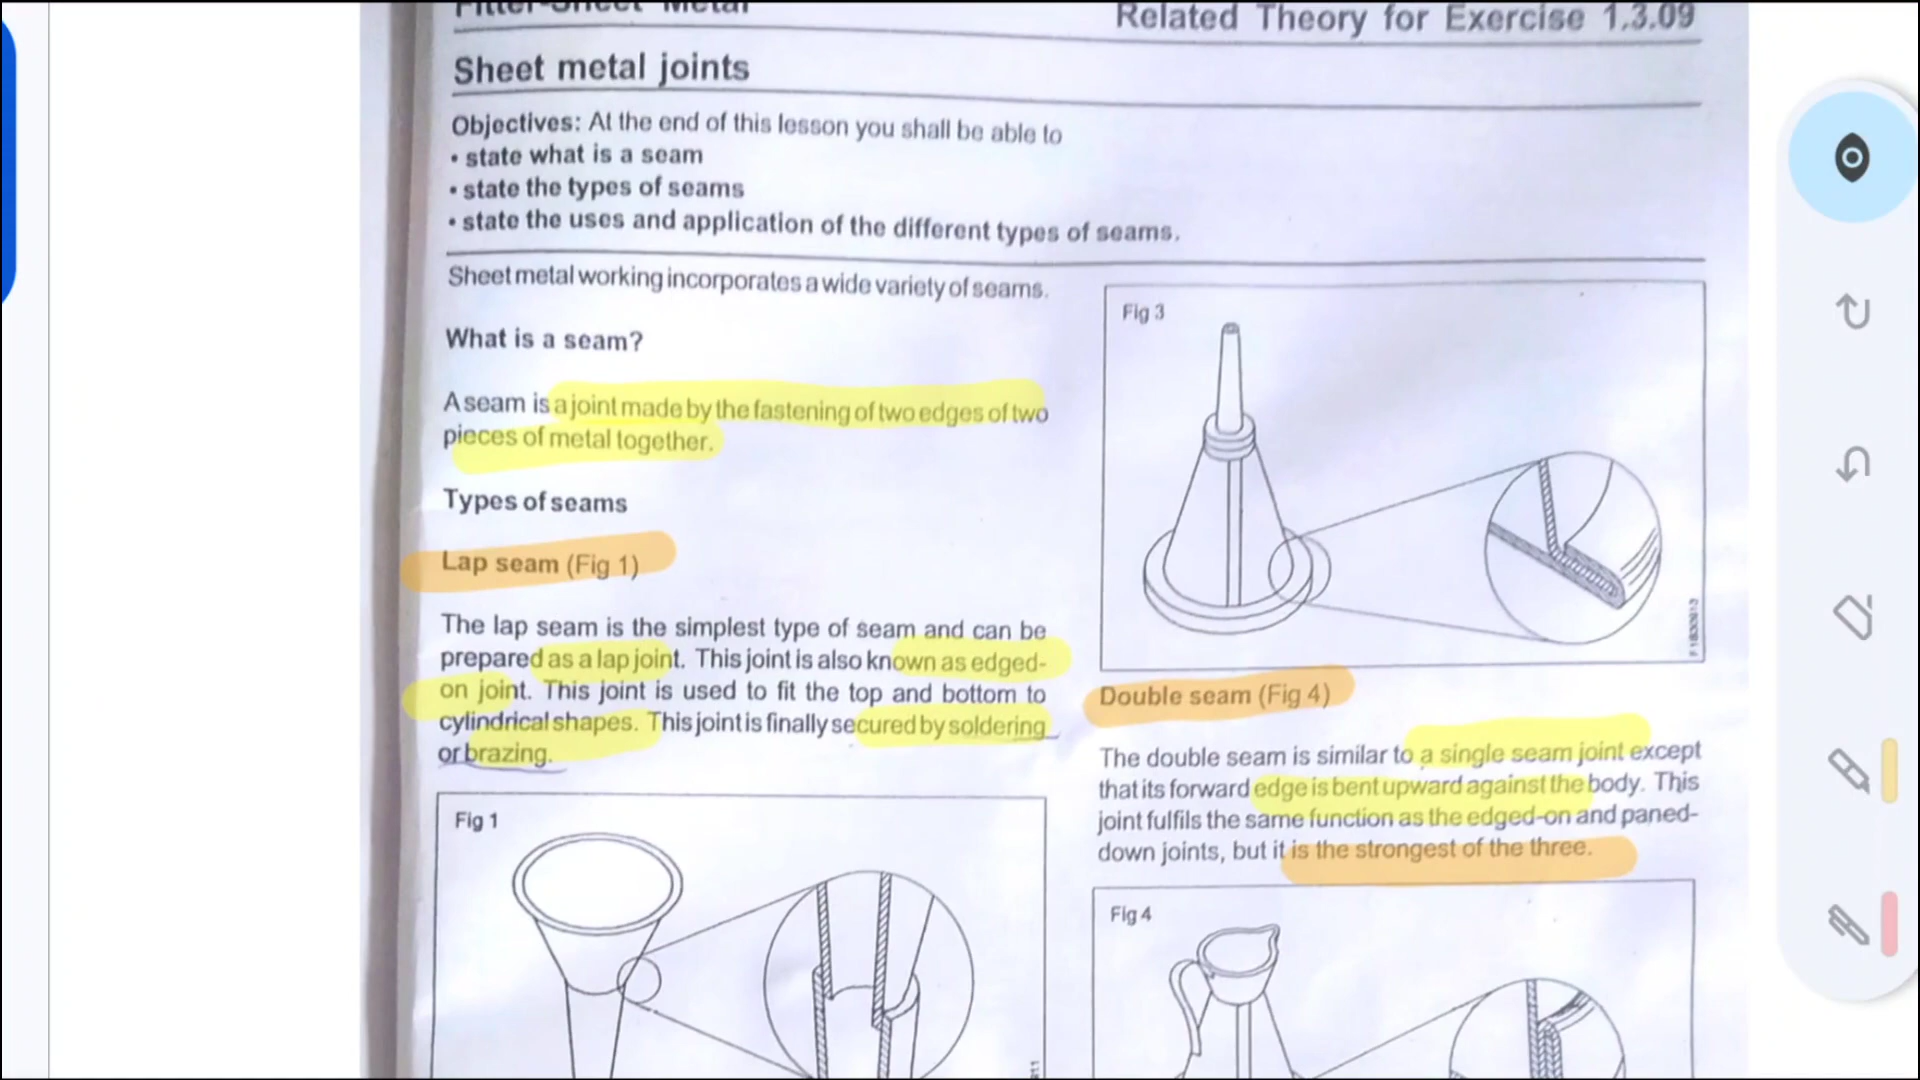 Fitter-Sheet Metal
Related Theory for Exercise 1.3.09
Sheet metal joints
Objectives: At the end of this lesson you shall be able to
• state what is a seam
• state the types of seams
• state the uses and application of the different types of seams.
Sheet metal working incorporates a wide variety of seams.
What is a seam?
A seam is a joint made by the fastening of two edges of two
pieces of metal together.
Types of seams
Lap seam (Fig 1)
The lap seam is the simplest type of seam and can be
prepared as a lap joint. This joint is also known as edged-
on joint. This joint is used to fit the top and bottom to
cylindrical shapes. This joint is finally secured by soldering
or brazing.
Fig 1
Fig 3
Double seam (Fig 4)
The double seam is similar to a single seam joint except
that its forward edge is bent upward against the body. This
joint fulfils the same function as the edged-on and paned-
down joints, but it is the strongest of the three.
Fig 4